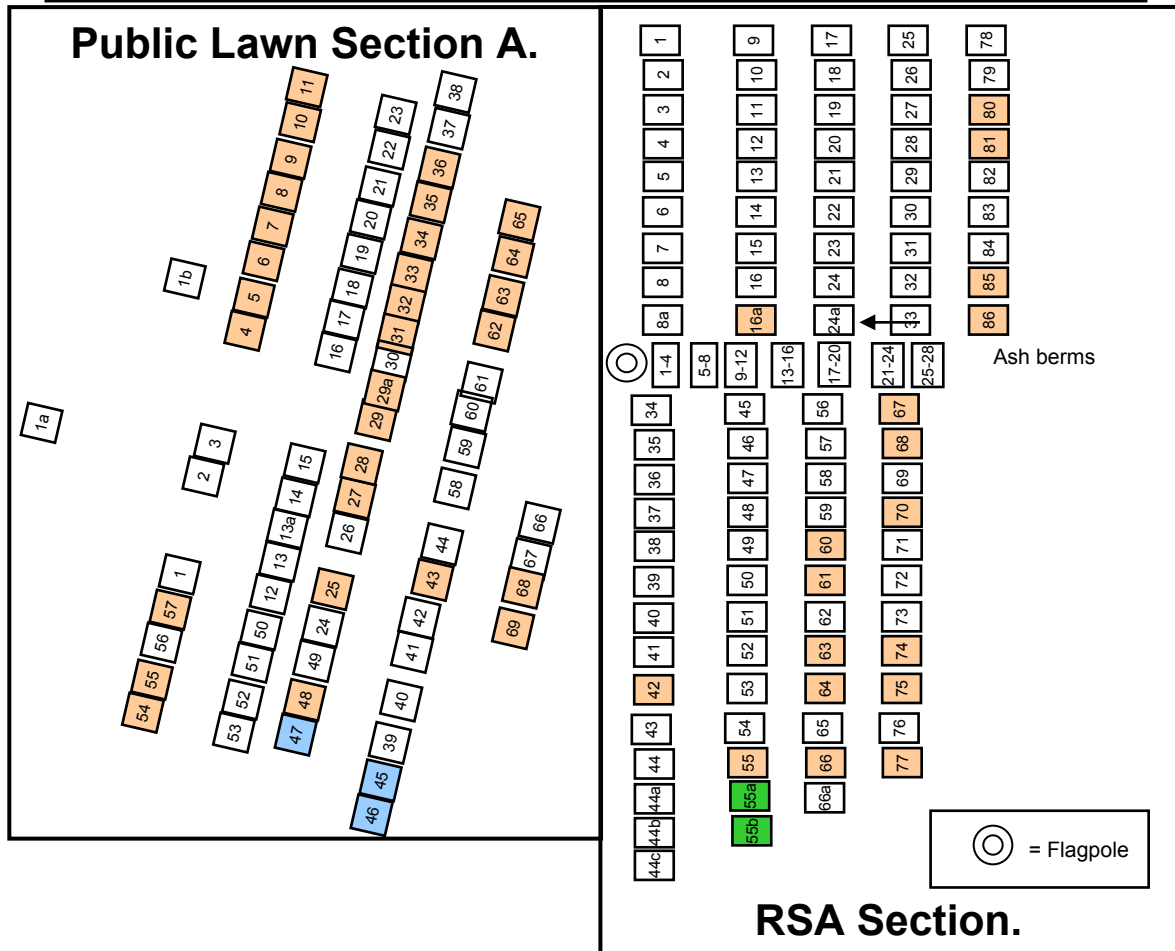 Public Lawn Section A.
11
10
9
8
7
6
5
4
1b
1a
3
2
23
22
21
20
19
18
17
16
38
37
36
35
34
33
32
31
30
29a
29
28
27
26
25
24
49
48
47
65
64
63
62
61
60
59
58
15
14
13a
13
12
50
51
52
53
1
57
56
55
54
44
43
42
41
40
39
45
46
66
67
68
69
1 9 17 25 78
2 10 18 26 79
3 11 19 27 80
4 12 20 28 81
5 13 21 29 82
6 14 22 30 83
7 15 23 31 84
8 16 24 32 85
8a 16a 24a 33 86
1-4 5-8 9-12 13-16 17-20 21-24 25-28 Ash berms
34 45 56 67
35 46 57 68
36 47 58 69
37 48 59 70
38 49 60 71
39 50 61 72
40 51 62 73
41 52 63 74
42 53 64 75
43 54 65 76
44 55 66 77
44a 55a 66a
44b 55b
44c
= Flagpole
RSA Section.